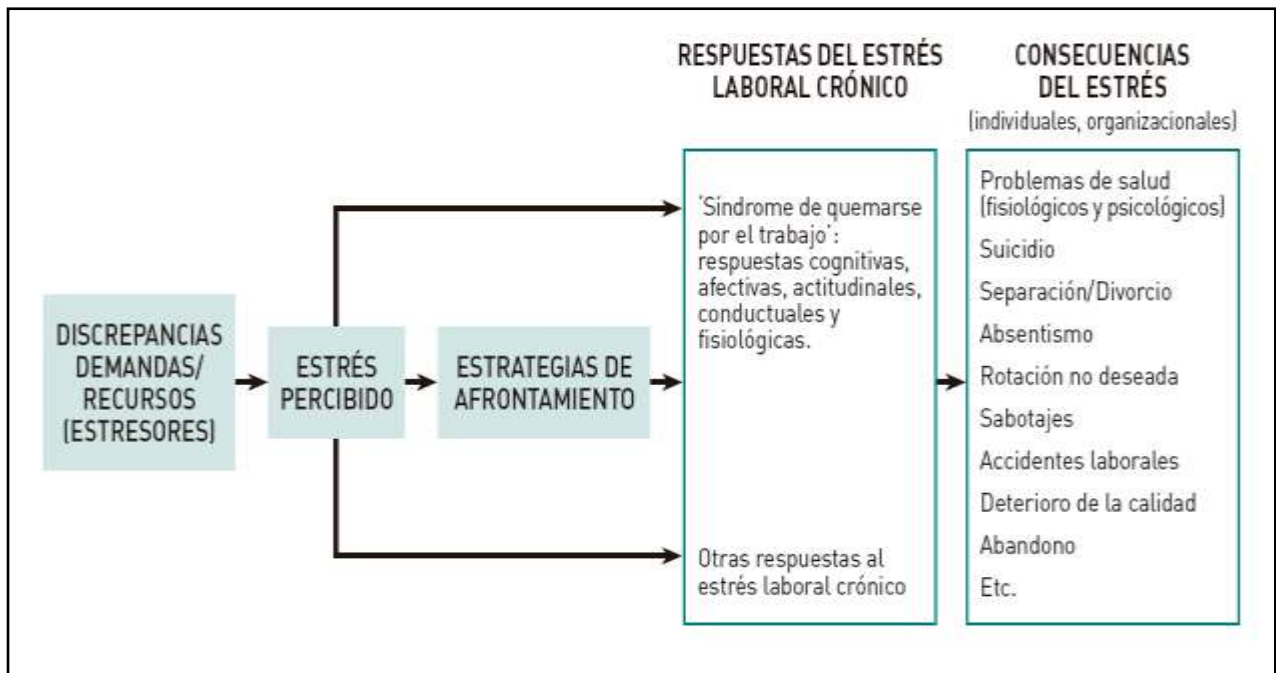 RESPUESTAS DEL ESTRÉS
LABORAL CRÓNICO
CONSECUENCIAS
DEL ESTRÉS
(individuales, organizacionales)
DISCREPANCIAS
DEMANDAS/
RECURSOS
(ESTRESORES)
ESTRÉS
PERCIBIDO
ESTRATEGIAS DE
AFRONTAMIENTO
'Síndrome de quemarse
por el trabajo':
respuestas cognitivas,
afectivas, actitudinales,
conductuales y
fisiológicas.
Otras respuestas al
estrés laboral crónico
Problemas de salud
(fisiológicos y psicológicos)
Suicidio
Separación/Divorcio
Absentismo
Rotación no deseada
Sabotajes
Accidentes laborales
Deterioro de la calidad
Abandono
Etc.